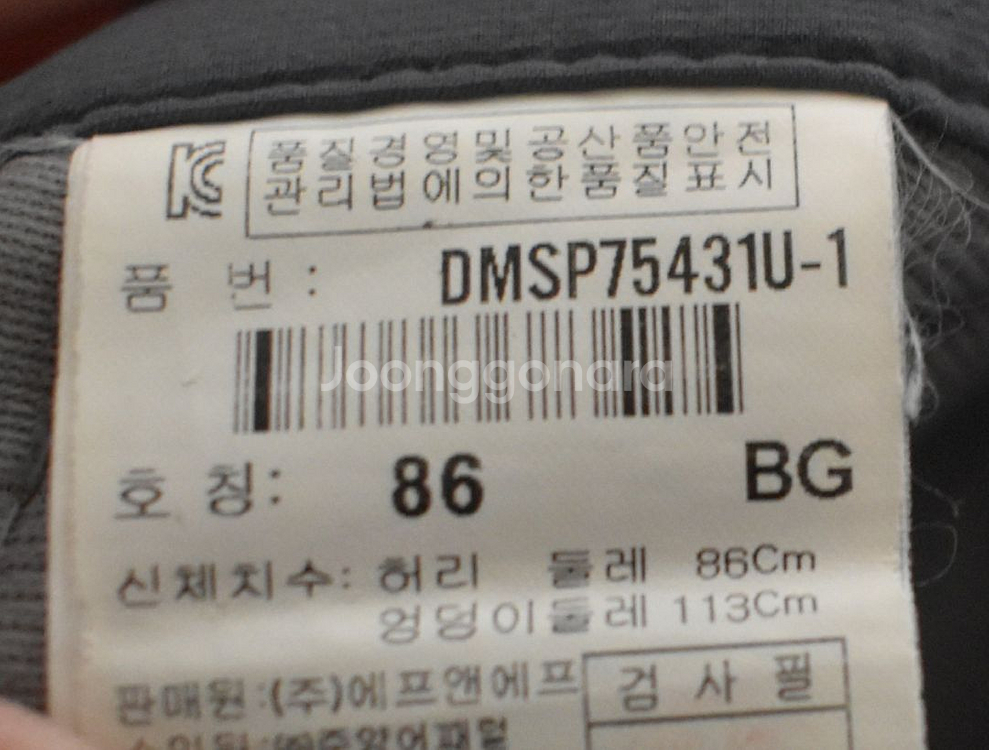 KC
품질경영및공산품안전
관리법에의한품질표시
품 번 : DMSP75431U-1
Joonggonara
호 칭: 86 BG
신체치수: 허리 둘레 86Cm
엉덩이둘레 113Cm
판매원:(주)에프앤에프
검 사 필